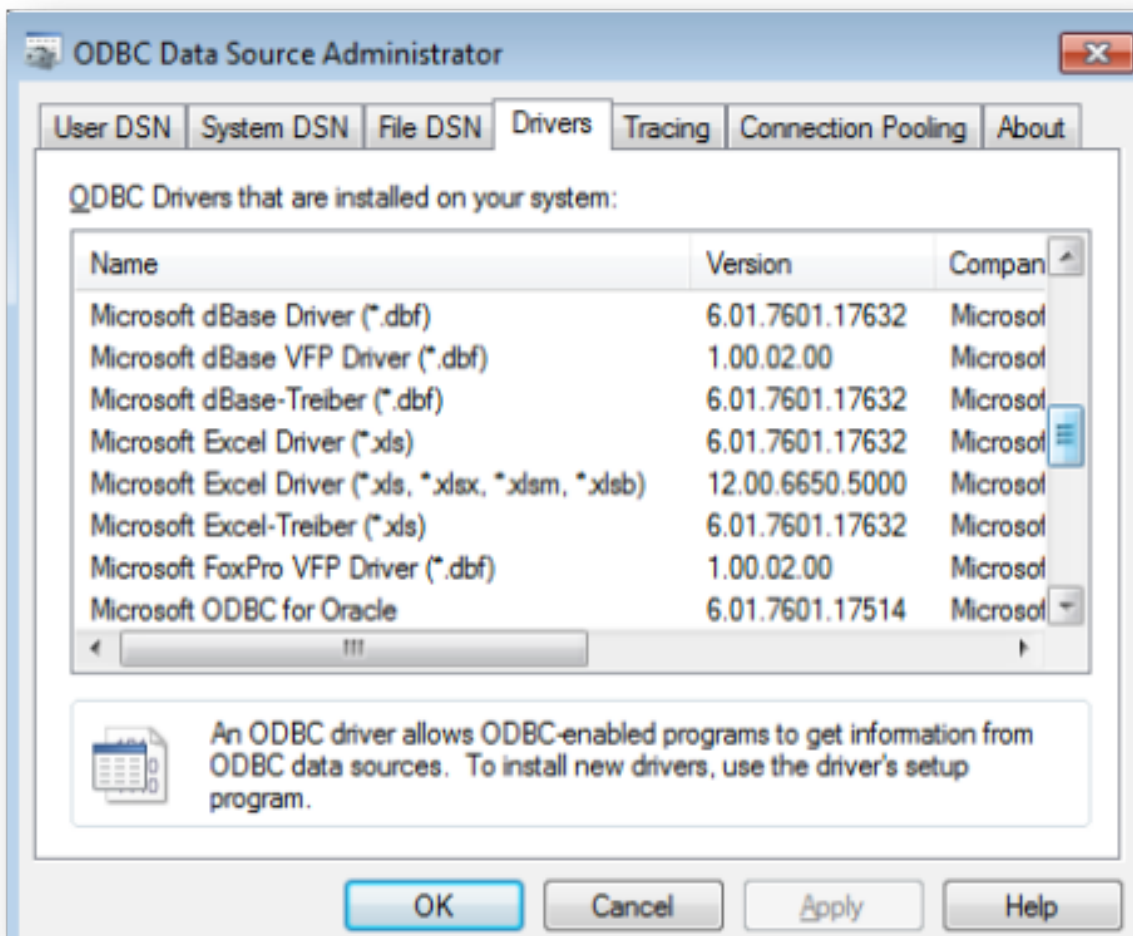 ODBC Data Source Administrator
User DSN System DSN File DSN Drivers Tracing Connection Pooling About
ODBC Drivers that are installed on your system:
Name Version Compan
Microsoft dBase Driver (*.dbf) 6.01.7601.17632 Microsof
Microsoft dBase VFP Driver (*.dbf) 1.00.02.00 Microsof
Microsoft dBase-Treiber (*.dbf) 6.01.7601.17632 Microsof
Microsoft Excel Driver (*.xls) 6.01.7601.17632 Microsof
Microsoft Excel Driver (*.xls, *.xlsx, *.xlsm, *.xlsb) 12.00.6650.5000 Microsof
Microsoft Excel-Treiber (*.xls) 6.01.7601.17632 Microsof
Microsoft FoxPro VFP Driver (*.dbf) 1.00.02.00 Microsof
Microsoft ODBC for Oracle 6.01.7601.17514 Microsof
An ODBC driver allows ODBC-enabled programs to get information from
ODBC data sources. To install new drivers, use the driver's setup
program.
OK Cancel Apply Help